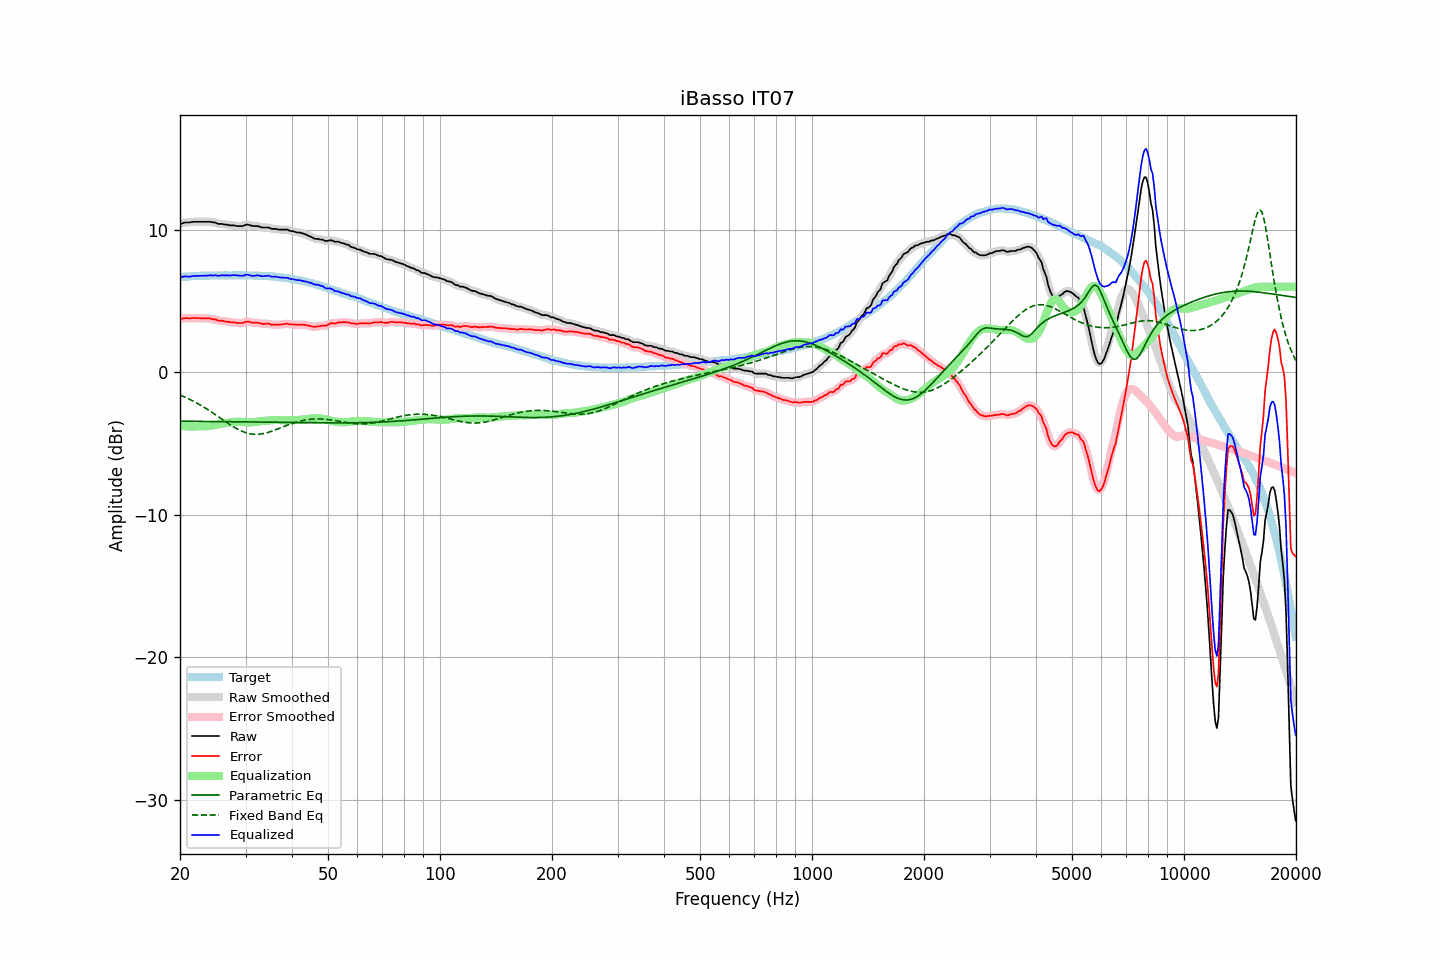 iBasso IT07
Amplitude (dBr)
10
0
−10
−20
−30
Target
Raw Smoothed
Error Smoothed
Raw
Error
Equalization
Parametric Eq
Fixed Band Eq
Equalized
20 50 100 200 500 1000 2000 5000 10000 20000
Frequency (Hz)